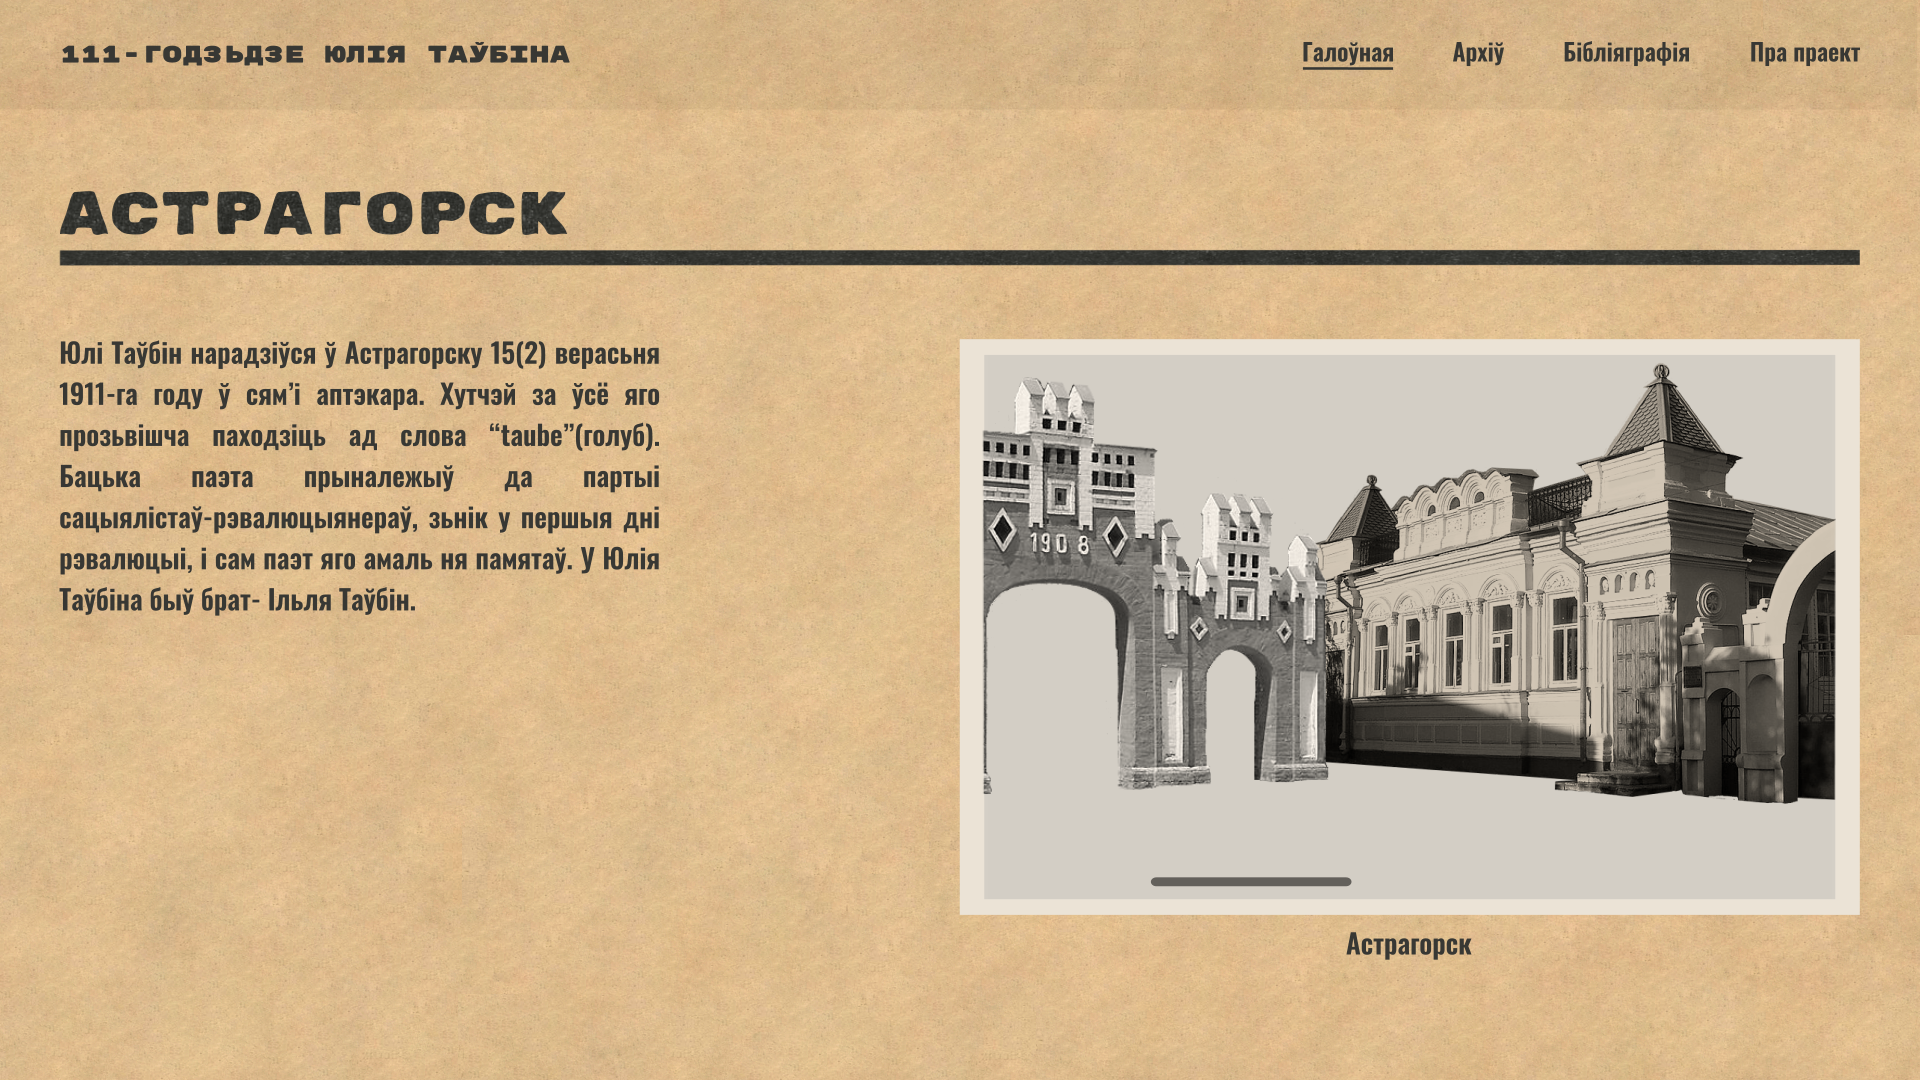 111-ГОДЗЬДЗЕ ЮЛІЯ ТАЎБІНА
Галоўная
Архіў
Бібліяграфія
Пра праект
АСТРАГОРСК
Юлі Таўбін нарадзіўся ў Астрагорску 15(2) верасьня
1911-га году ў сям’і аптэкара. Хутчэй за ўсё яго
прозьвішча паходзіць ад слова “taube”(голуб).
Бацька паэта прыналежыў да партыі
сацыялістаў-рэвалюцыянераў, зьнік у першыя дні
рэвалюцыі, і сам паэт яго амаль ня памятаў. У Юлія
Таўбіна быў брат- Ільля Таўбін.
1908
Астрагорск